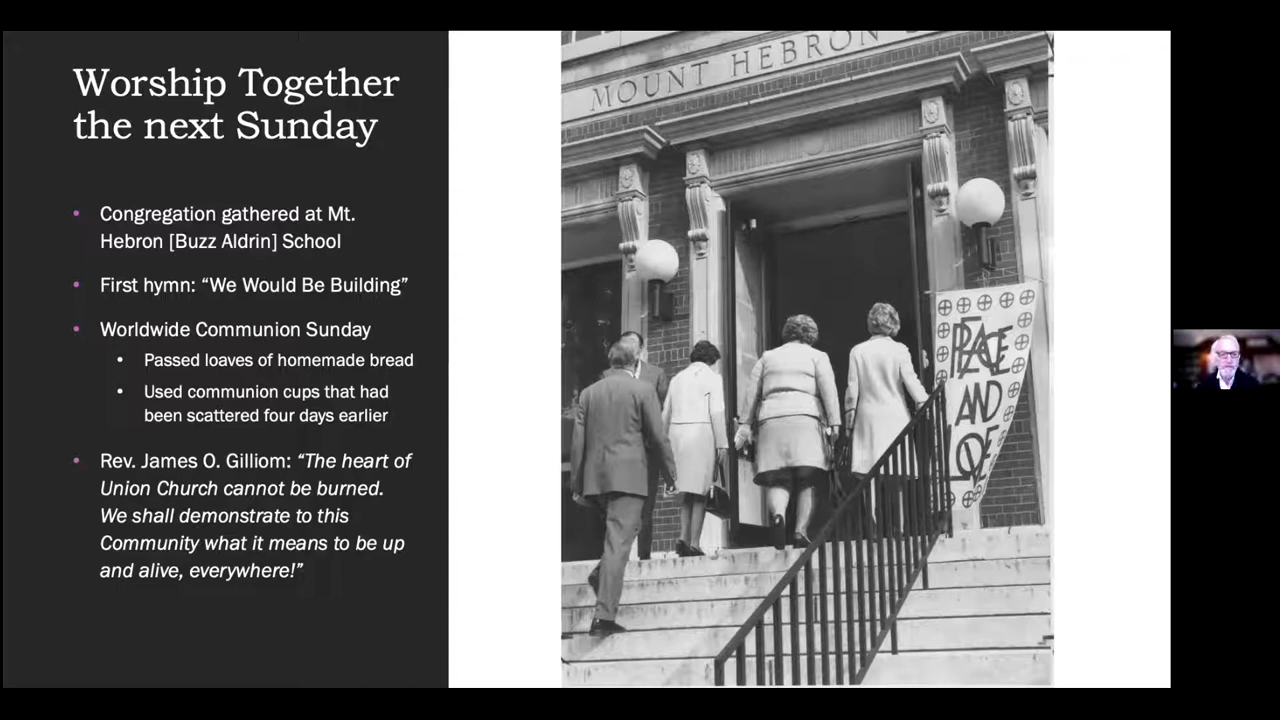 Worship Together
the next Sunday
• Congregation gathered at Mt.
Hebron [Buzz Aldrin] School
• First hymn: “We Would Be Building”
• Worldwide Communion Sunday
• Passed loaves of homemade bread
• Used communion cups that had
been scattered four days earlier
• Rev. James O. Gilliom: “The heart of
Union Church cannot be burned.
We shall demonstrate to this
Community what it means to be up
and alive, everywhere!”
MOUNT HEBRON
PEACE
AND
LOVE